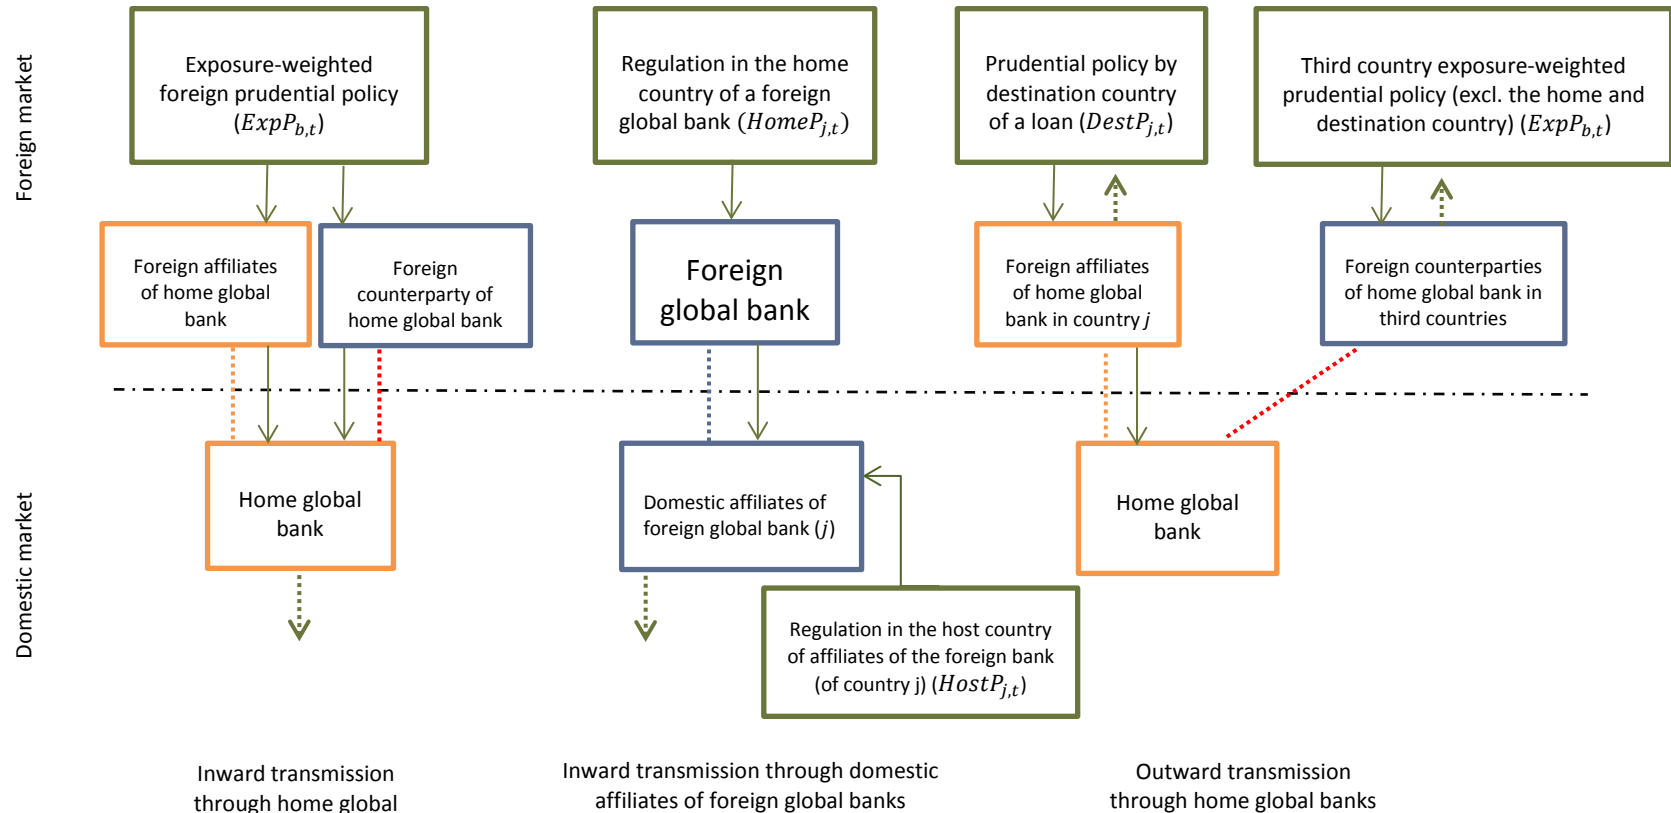 Foreign market
Exposure-weighted
foreign prudential policy
(ExpP_{b,t})
Regulation in the home
country of a foreign
global bank (HomeP_{j,t})
Prudential policy by
destination country
of a loan (DestP_{j,t})
Third country exposure-weighted
prudential policy (excl. the home and
destination country) (ExpP_{b,t})
Foreign affiliates
of home global
bank
Foreign
counterparty of
home global bank
Foreign
global bank
Foreign affiliates
of home global
bank in country j
Foreign counterparties
of home global bank in
third countries
Domestic market
Home global
bank
Domestic affiliates of
foreign global bank (j)
Home global
bank
Regulation in the host country
of affiliates of the foreign bank
(of country j) (HostP_{j,t})
Inward transmission
through home global
Inward transmission through domestic
affiliates of foreign global banks
Outward transmission
through home global banks